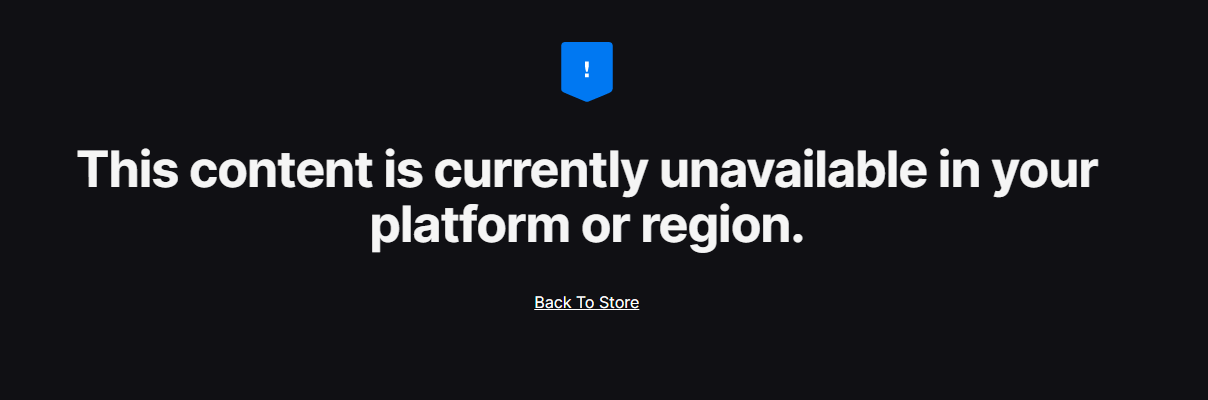 !
This content is currently unavailable in your
platform or region.
Back To Store